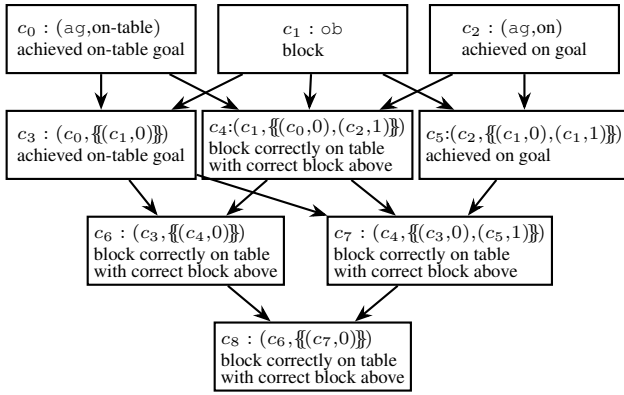 c₀ : (ag,on-table)
achieved on-table goal
c₁ : ob
block
c₂ : (ag,on)
achieved on goal
c₃ : (c₀,{{(c₁,0)}})
achieved on-table goal
c₄:(c₁,{{(c₀,0),(c₂,1)}})
block correctly on table
with correct block above
c₅:(c₂,{{(c₁,0),(c₁,1)}})
achieved on goal
c₆ : (c₃,{{(c₄,0)}})
block correctly on table
with correct block above
c₇ : (c₄,{{(c₃,0),(c₅,1)}})
block correctly on table
with correct block above
c₈ : (c₆,{{(c₇,0)}})
block correctly on table
with correct block above